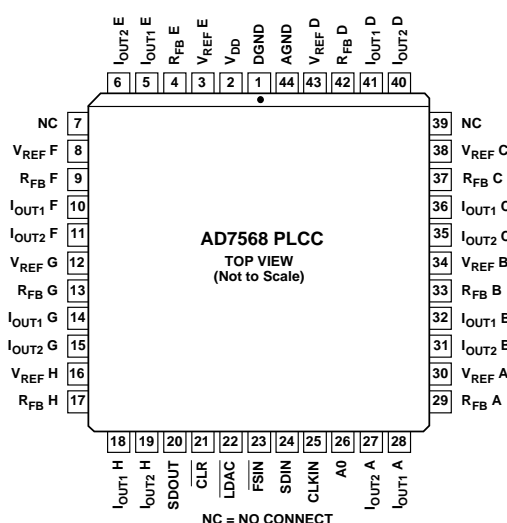 IOUT2 E
IOUT1 E
RFB E
VREF E
VDD
DGND
AGND
VREF D
RFB D
IOUT1 D
IOUT2 D
6 5 4 3 2 1 44 43 42 41 40
NC 7
VREF F 8
RFB F 9
IOUT1 F 10
IOUT2 F 11
VREF G 12
RFB G 13
IOUT1 G 14
IOUT2 G 15
VREF H 16
RFB H 17
AD7568 PLCC
TOP VIEW
(Not to Scale)
39 NC
38 VREF C
37 RFB C
36 IOUT1 C
35 IOUT2 C
34 VREF B
33 RFB B
32 IOUT1 B
31 IOUT2 B
30 VREF A
29 RFB A
18 19 20 21 22 23 24 25 26 27 28
IOUT1 H
IOUT2 H
SDOUT
CLR
LDAC
FSIN
SDIN
CLKIN
A0
IOUT2 A
IOUT1 A
NC = NO CONNECT